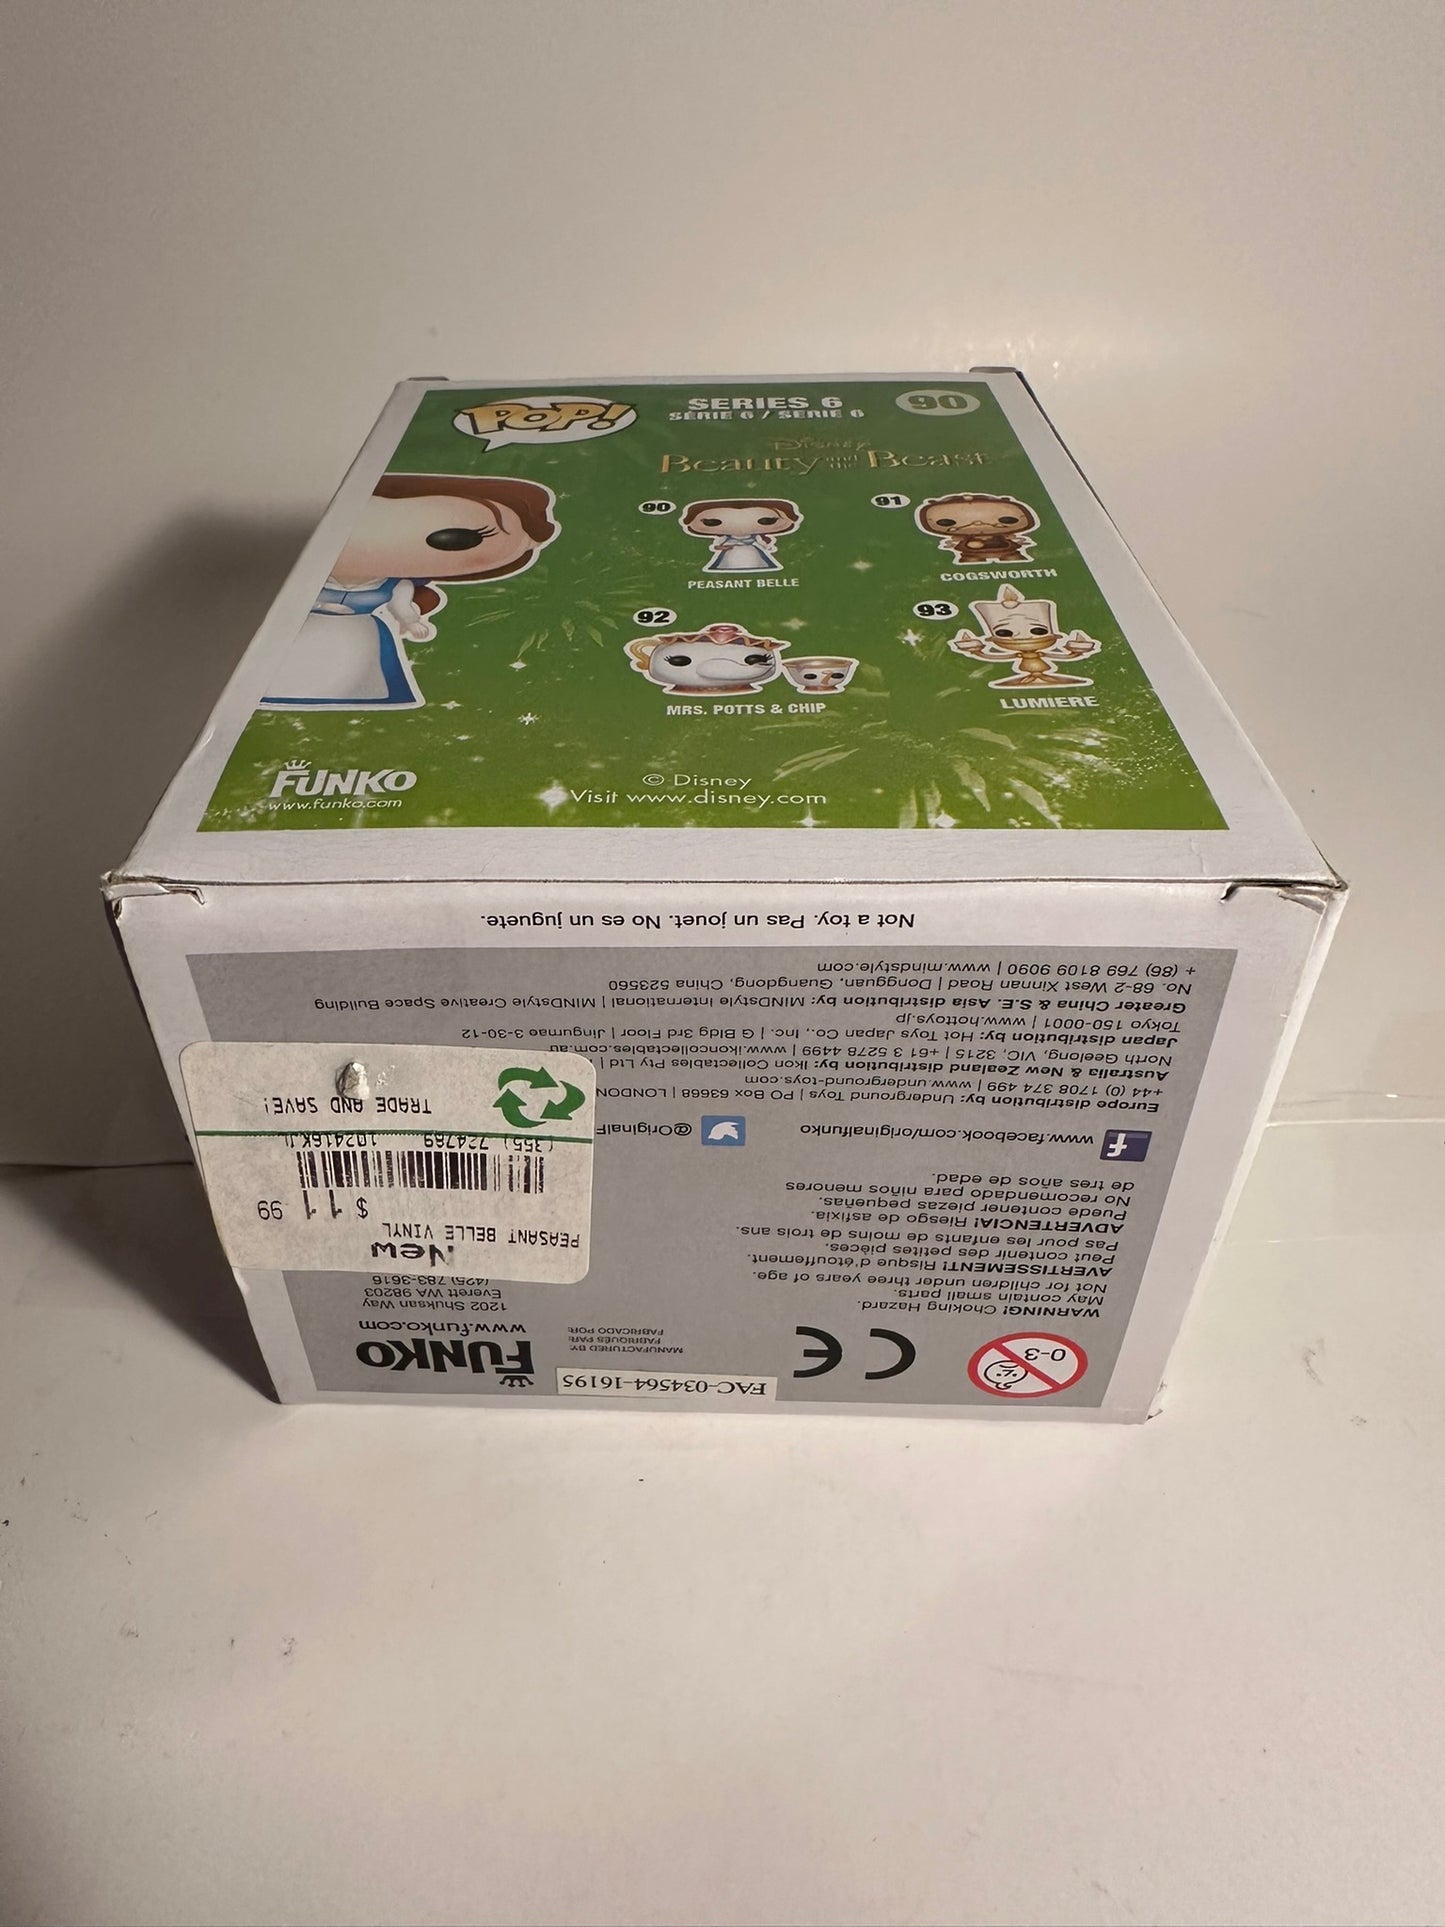 POP!
SERIES 6
SÉRIE 6 / SERIE 6
90
Disney
Beauty and the Beast
90
PEASANT BELLE
91
COGSWORTH
92
MRS. POTTS & CHIP
93
LUMIERE
FUNKO
www.funko.com
© Disney
Visit www.disney.com
Not a toy. Pas un jouet. No es un juguete.
0-3
CE
FAC-034564-16195
FUNKO
www.funko.com
1202 Shuksan Way
Everett WA 98203
(425) 783-3616
MANUFACTURED BY:
FABRIQUÉS PAR:
FABRICADO POR:
WARNING! Choking Hazard.
May contain small parts.
Not for children under three years of age.
AVERTISSEMENT! Risque d'étouffement.
Peut contenir des petites pièces.
Pas pour les enfants de moins de trois ans.
ADVERTENCIA! Riesgo de asfixia.
Puede contener piezas pequeñas.
No recomendado para niños menores
de tres años de edad.
www.facebook.com/originalfunko
@OriginalF
Europe distribution by: Underground Toys | PO Box 63668 | LONDON
+44 (0) 1708 374 499 | www.underground-toys.com
Australia & New Zealand distribution by: Ikon Collectables Pty Ltd |
North Geelong, VIC, 3215 | +61 3 5278 4499 | www.ikoncollectables.com.au
Japan distribution by: Hot Toys Japan Co., Inc. | G Bldg 3rd Floor | Jingumae 3-30-12
Tokyo 150-0001 | www.hottoys.jp
Greater China & S.E. Asia distribution by: MINDstyle International | MINDstyle Creative Space Building
No. 68-2 West Xinnan Road | Dongguan, Guangdong, China 523560
+ (86) 769 8109 9090 | www.mindstyle.com
New
PEASANT BELLE VINYL
$ 11 99
(355) 724789 102416KJL
TRADE AND SAVE!